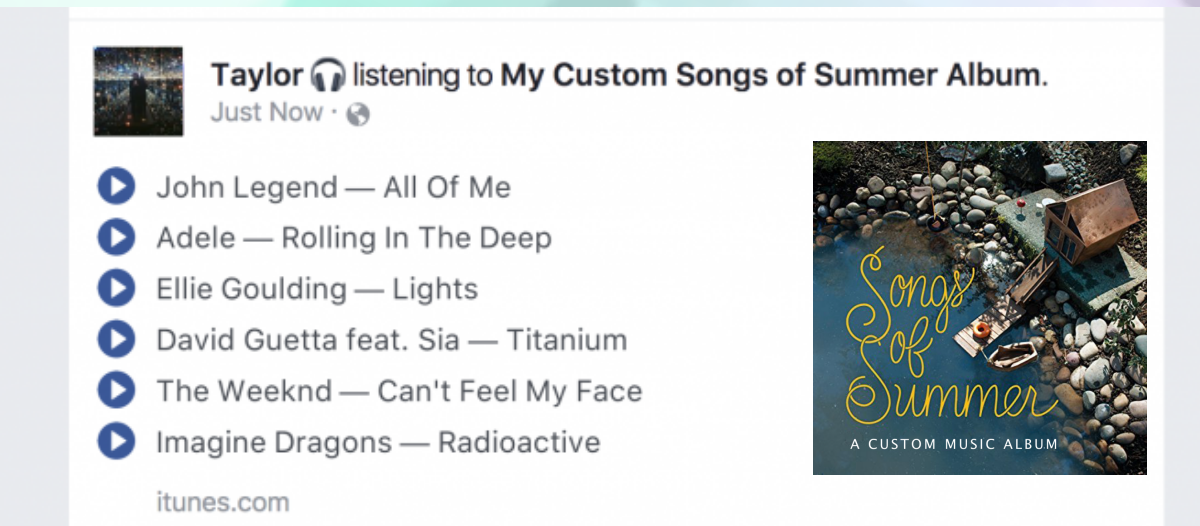 Taylor 🎧 listening to My Custom Songs of Summer Album.
Just Now ·
John Legend — All Of Me
Adele — Rolling In The Deep
Ellie Goulding — Lights
David Guetta feat. Sia — Titanium
The Weeknd — Can't Feel My Face
Imagine Dragons — Radioactive
itunes.com
Songs
of
Summer
A CUSTOM MUSIC ALBUM